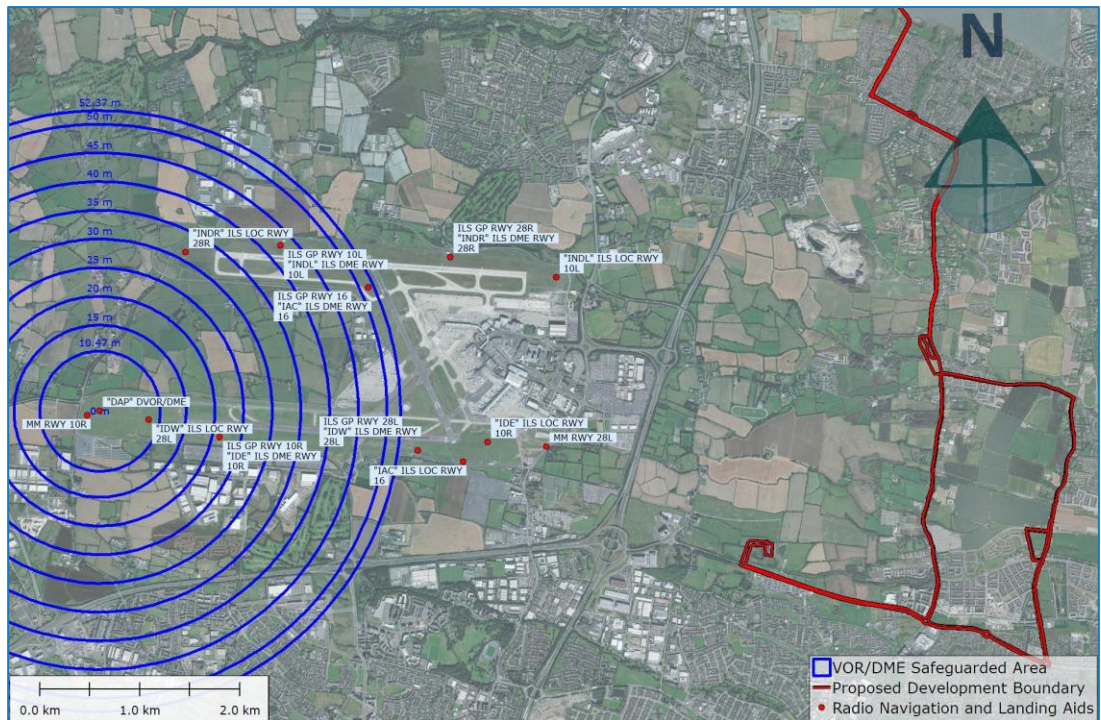 N
52.37 m
50 m
45 m
40 m
35 m
30 m
25 m
20 m
15 m
10.47 m
0 m
"INDR" ILS LOC RWY
28R
ILS GP RWY 10L
"INDL" ILS DME RWY
10L
ILS GP RWY 28R
"INDR" ILS DME RWY
28R
"INDL" ILS LOC RWY
10L
ILS GP RWY 16
"IAC" ILS DME RWY
16
"DAP" DVOR/DME
MM RWY 10R
"IDW" ILS LOC RWY
28L
ILS GP RWY 10R
"IDE" ILS DME RWY
10R
ILS GP RWY 28L
"IDW" ILS DME RWY
28L
"IDE" ILS LOC RWY
10R
MM RWY 28L
"IAC" ILS LOC RWY
16
VOR/DME Safeguarded Area
Proposed Development Boundary
Radio Navigation and Landing Aids
0.0 km
1.0 km
2.0 km